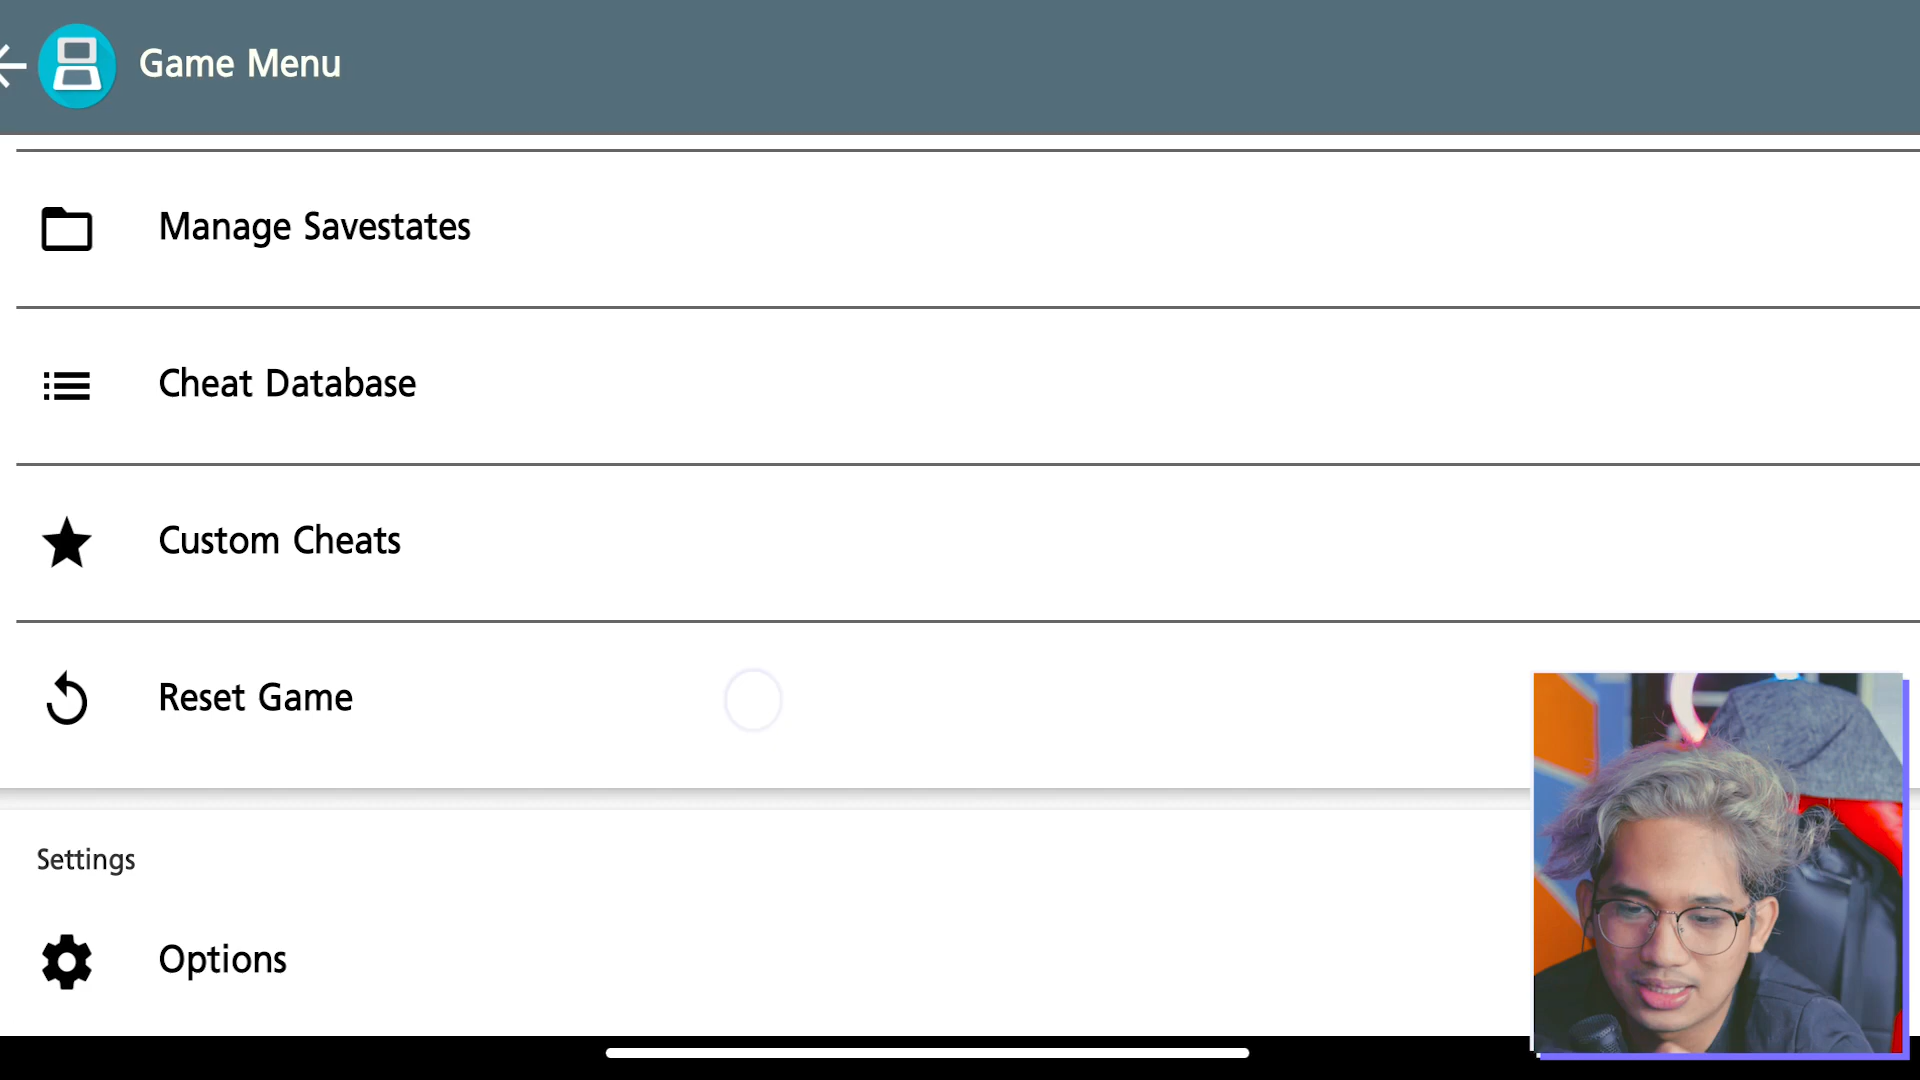 Game Menu
Manage Savestates
Cheat Database
Custom Cheats
Reset Game
Settings
Options